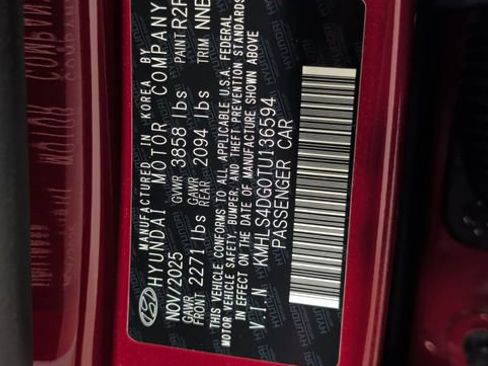 MANUFACTURED IN KOREA BY
HYUNDAI MOTOR COMPANY
NOV/2025 GVWR 3858 lbs PAINT R2P
GAWR FRONT 2271 lbs GAWR REAR 2094 lbs TRIM NNB
THIS VEHICLE CONFORMS TO ALL APPLICABLE U.S.A. FEDERAL
MOTOR VEHICLE SAFETY, BUMPER, AND THEFT PREVENTION STANDARDS
IN EFFECT ON THE DATE OF MANUFACTURE SHOWN ABOVE
V.I.N. KMHLS4DG0TU136594
PASSENGER CAR